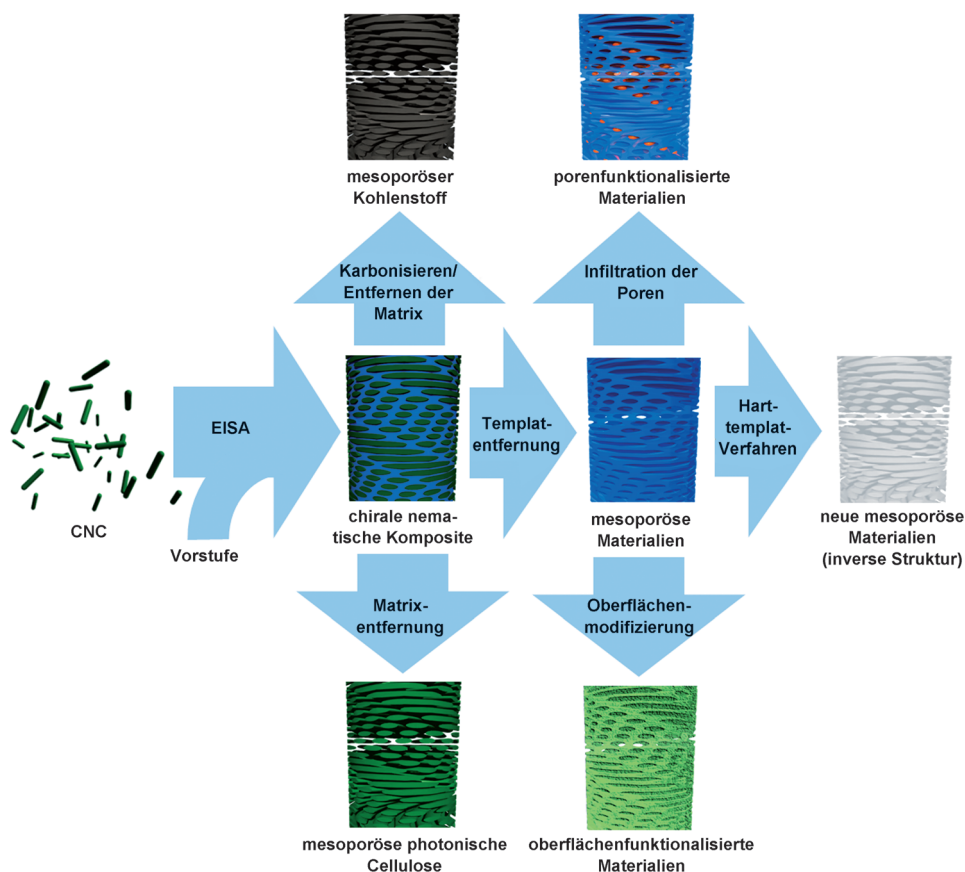 mesoporöser
Kohlenstoff
porenfunktionalisierte
Materialien
Karbonisieren/
Entfernen der
Matrix
Infiltration der
Poren
CNC
EISA
Vorstufe
chirale nema-
tische Komposite
Templat-
entfernung
mesoporöse
Materialien
Hart-
templat-
Verfahren
neue mesoporöse
Materialien
(inverse Struktur)
Matrix-
entfernung
Oberflächen-
modifizierung
mesoporöse photonische
Cellulose
oberflächenfunktionalisierte
Materialien